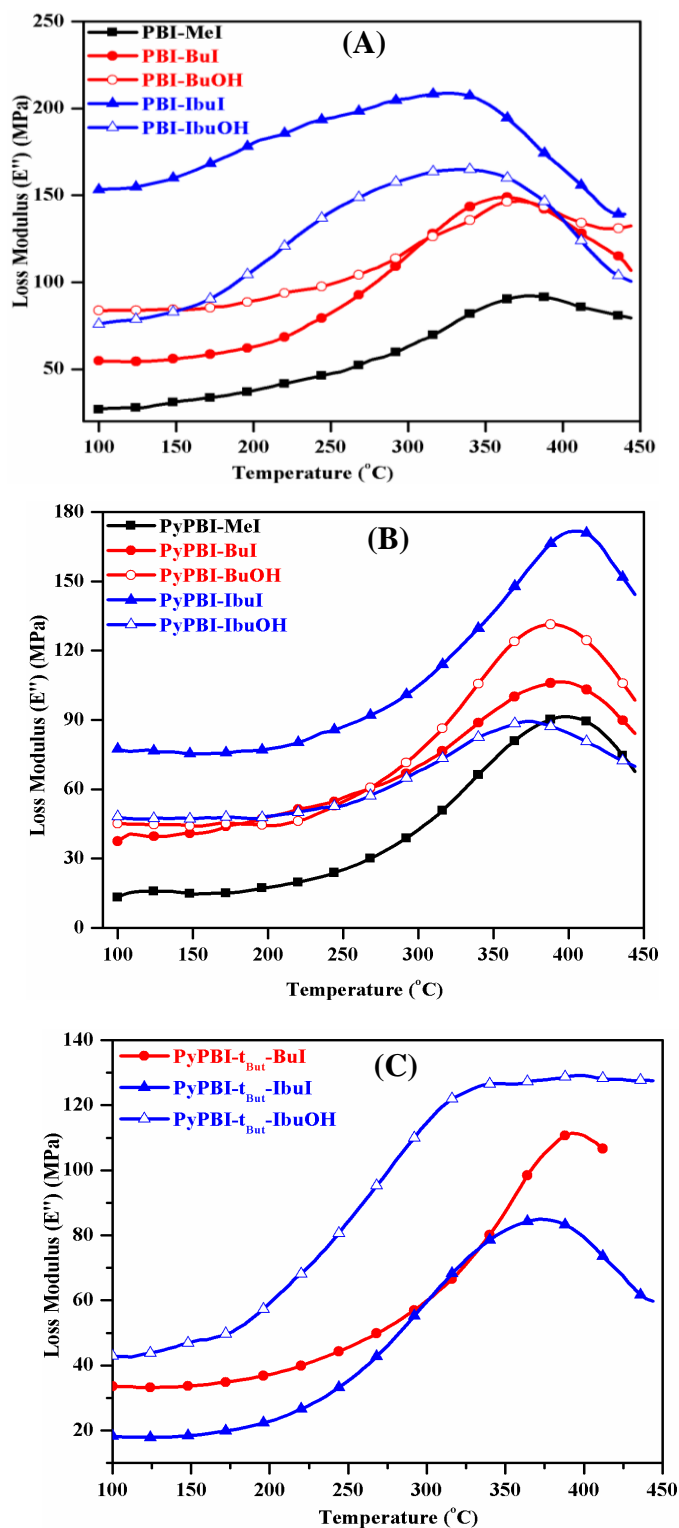 (A)
PBI-MeI
PBI-BuI
PBI-BuOH
PBI-IbuI
PBI-IbuOH
Loss Modulus (E") (MPa)
250
200
150
100
50
100 150 200 250 300 350 400 450
Temperature (°C)
(B)
PyPBI-MeI
PyPBI-BuI
PyPBI-BuOH
PyPBI-IbuI
PyPBI-IbuOH
Loss Modulus (E") (MPa)
180
150
120
90
60
30
0
100 150 200 250 300 350 400 450
Temperature (°C)
(C)
PyPBI-t_But-BuI
PyPBI-t_But-IbuI
PyPBI-t_But-IbuOH
Loss Modulus (E") (MPa)
140
120
100
80
60
40
20
100 150 200 250 300 350 400 450
Temperature (°C)